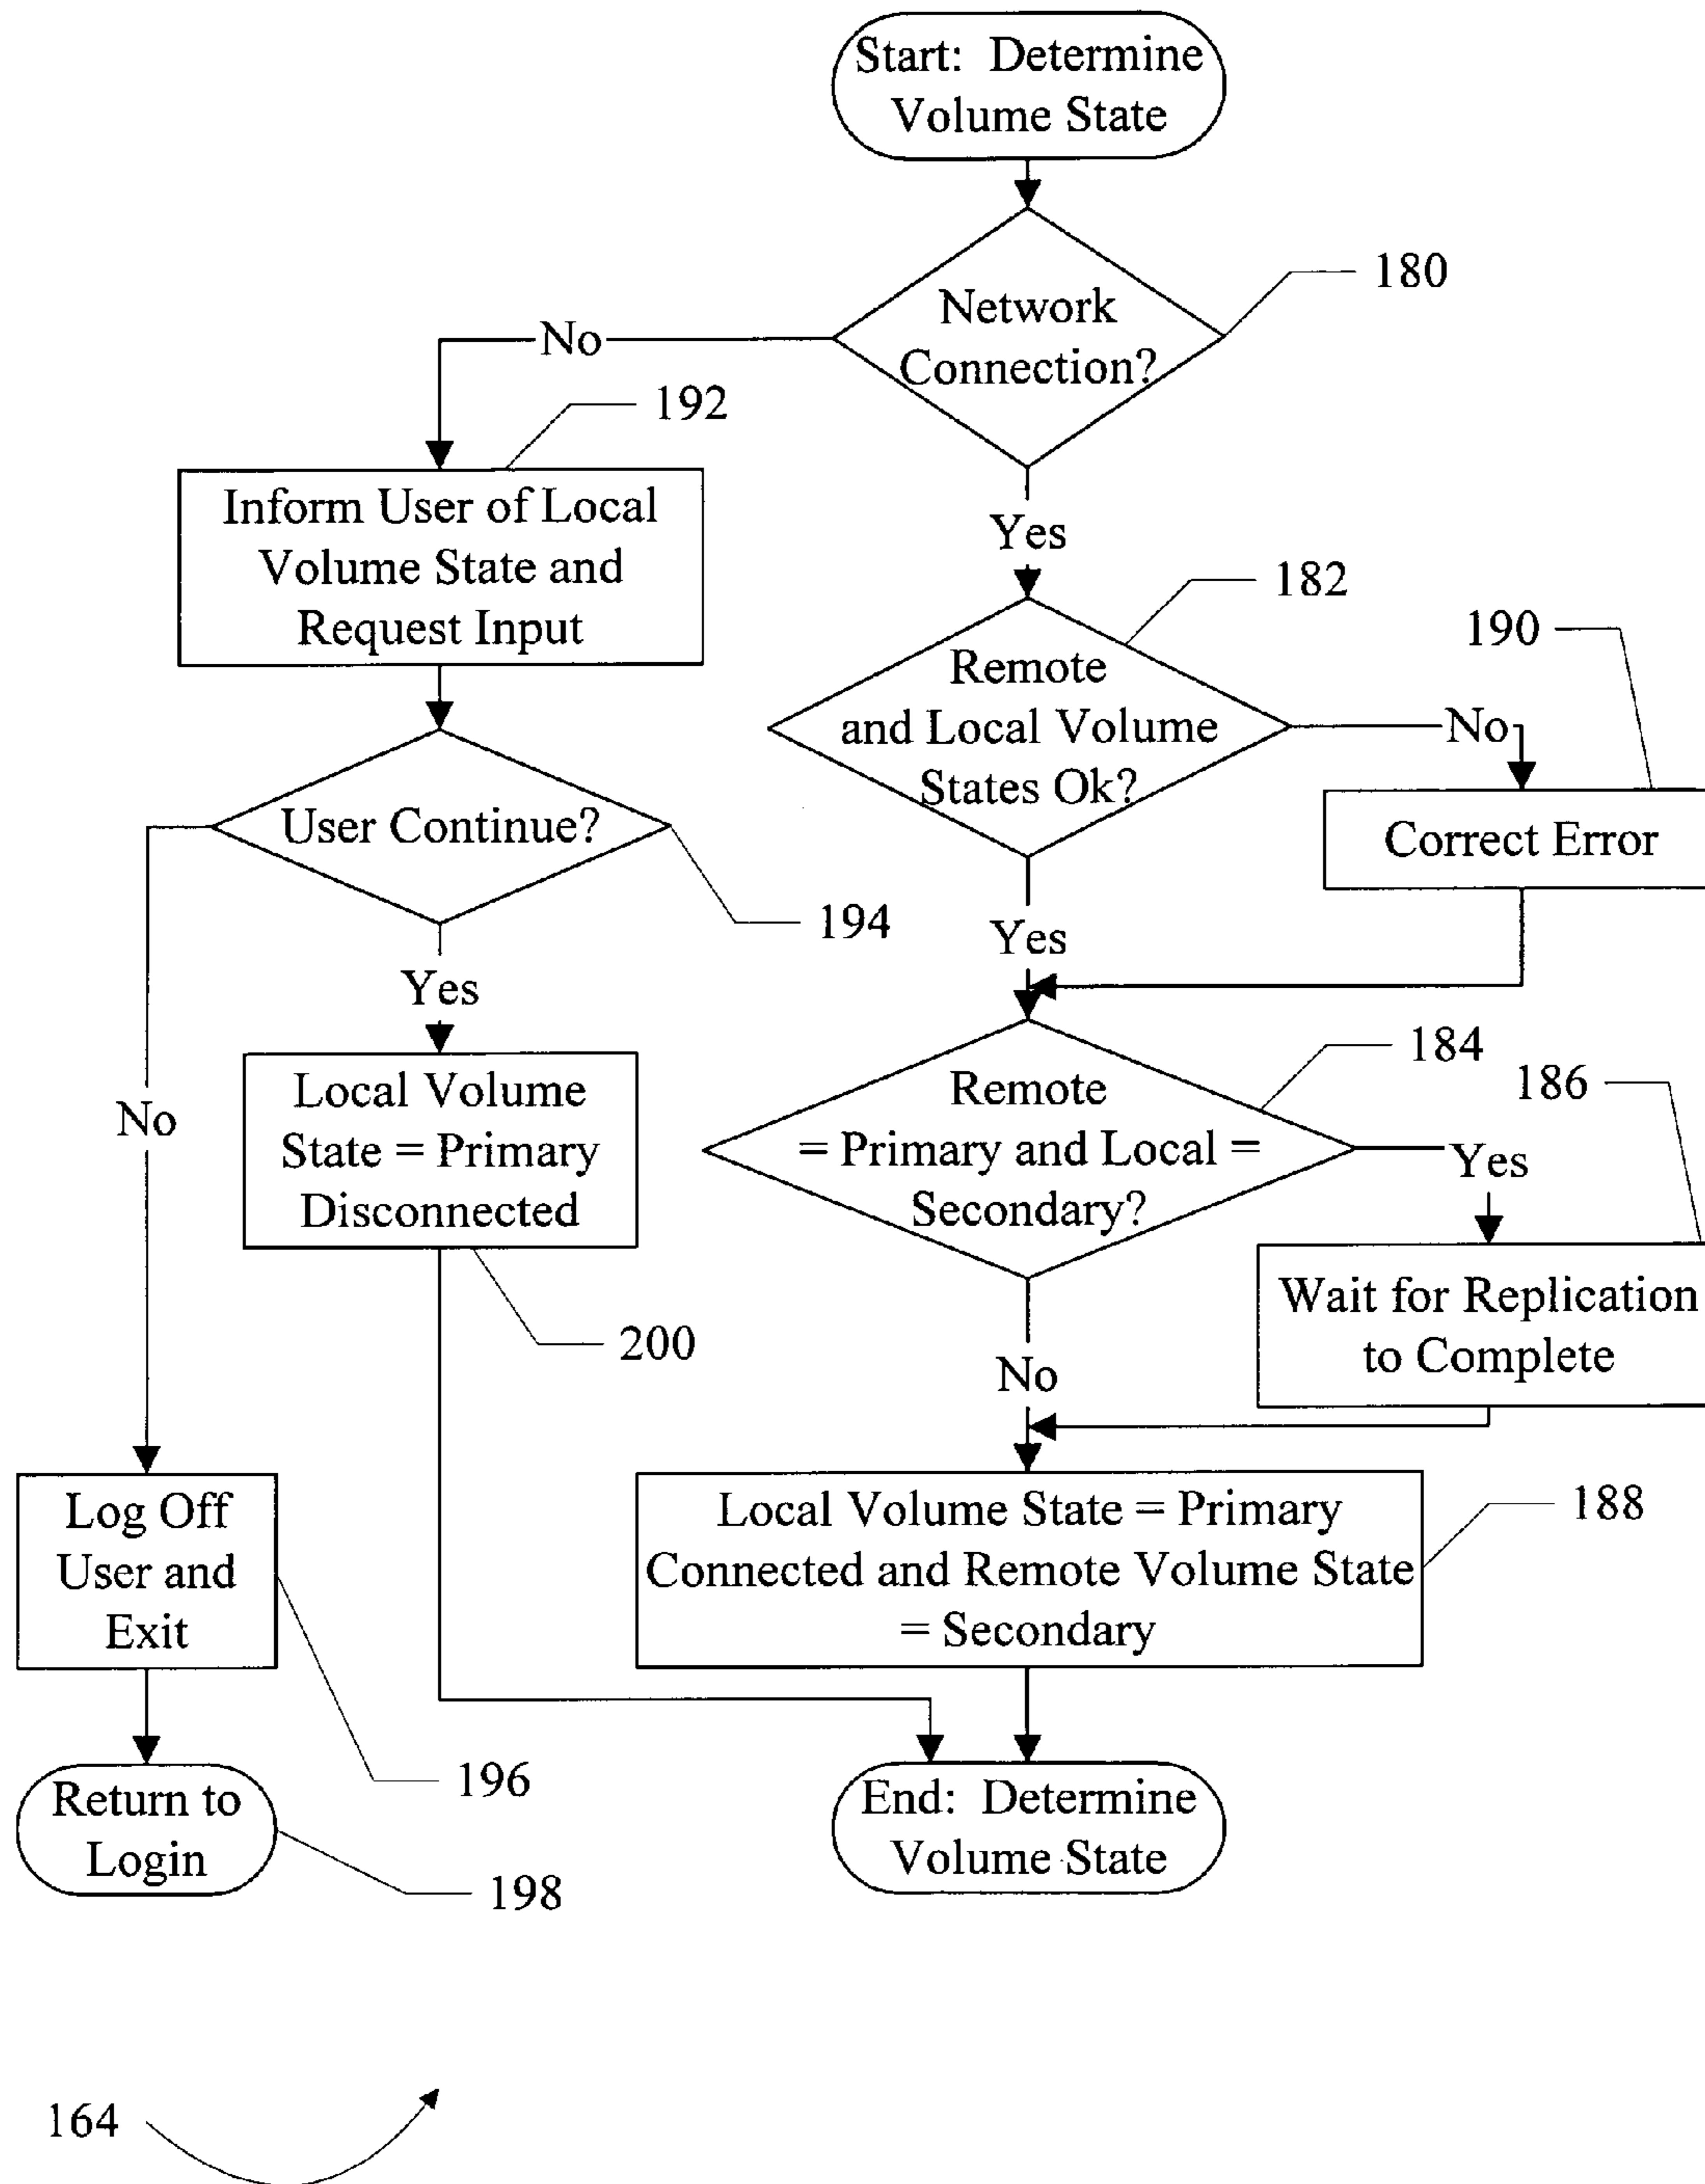 Start: Determine
Volume State
180
Network
Connection?
No
192
Yes
Inform User of Local
Volume State and
Request Input
182
190
Remote
and Local Volume
States Ok?
No
User Continue?
Correct Error
194
Yes
Yes
184
186
Local Volume
State = Primary
Disconnected
Remote
= Primary and Local =
Secondary?
No
Yes
Wait for Replication
to Complete
200
No
Log Off
User and
Exit
Local Volume State = Primary
Connected and Remote Volume State
= Secondary
188
196
Return to
Login
End: Determine
Volume State
198
164